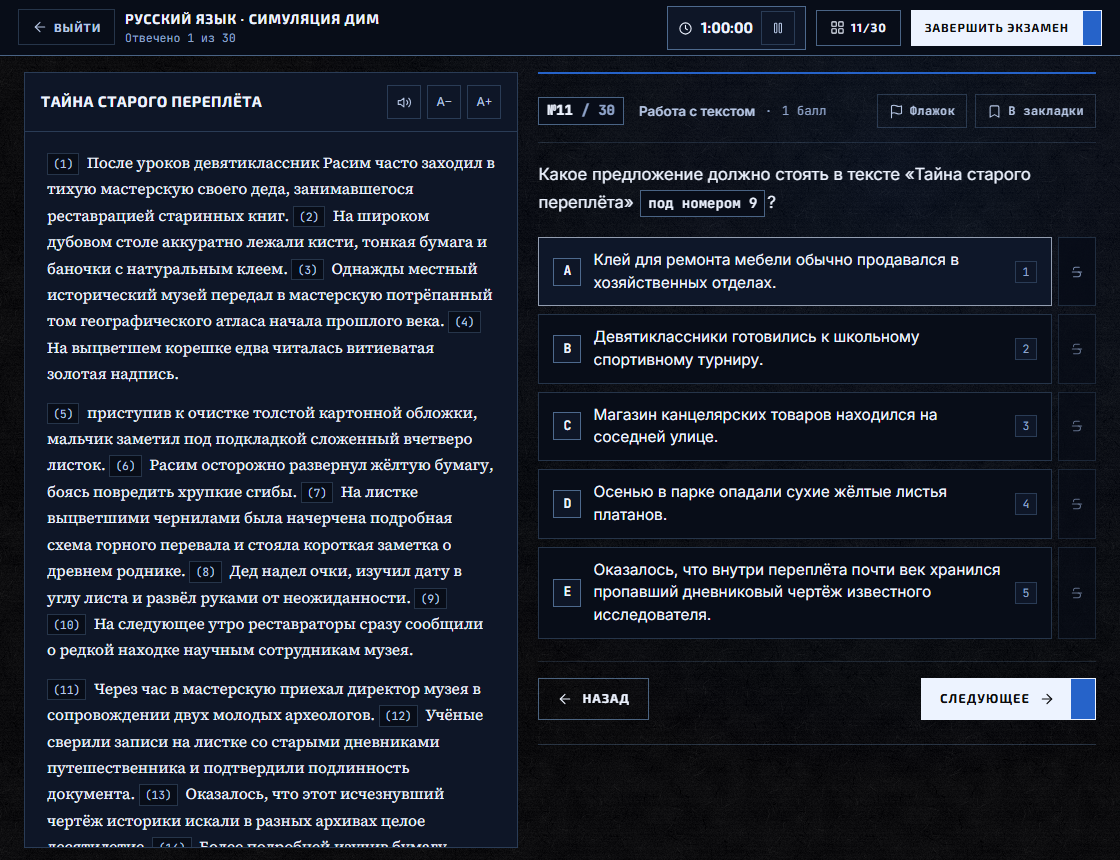 ВЫЙТИ
РУССКИЙ ЯЗЫК · СИМУЛЯЦИЯ ДИМ
Отвечено 1 из 30
1:00:00
11/30
ЗАВЕРШИТЬ ЭКЗАМЕН
ТАЙНА СТАРОГО ПЕРЕПЛЁТА
A−
A+
(1) После уроков девятиклассник Расим часто заходил в
тихую мастерскую своего деда, занимавшегося
реставрацией старинных книг. (2) На широком
дубовом столе аккуратно лежали кисти, тонкая бумага и
баночки с натуральным клеем. (3) Однажды местный
исторический музей передал в мастерскую потрёпанный
том географического атласа начала прошлого века. (4)
На выцветшем корешке едва читалась витиеватая
золотая надпись.
(5) приступив к очистке толстой картонной обложки,
мальчик заметил под подкладкой сложенный вчетверо
листок. (6) Расим осторожно развернул жёлтую бумагу,
боясь повредить хрупкие сгибы. (7) На листке
выцветшими чернилами была начерчена подробная
схема горного перевала и стояла короткая заметка о
древнем роднике. (8) Дед надел очки, изучил дату в
углу листа и развёл руками от неожиданности. (9)
(10) На следующее утро реставраторы сразу сообщили
о редкой находке научным сотрудникам музея.
(11) Через час в мастерскую приехал директор музея в
сопровождении двух молодых археологов. (12) Учёные
сверили записи на листке со старыми дневниками
путешественника и подтвердили подлинность
документа. (13) Оказалось, что этот исчезнувший
чертёж историки искали в разных архивах целое
десятилетие. (14) Более подробной изучив бумагу
№11 / 30
Работа с текстом · 1 балл
Флажок
В закладки
Какое предложение должно стоять в тексте «Тайна старого
переплёта» под номером 9 ?
A
Клей для ремонта мебели обычно продавался в
хозяйственных отделах.
1
B
Девятиклассники готовились к школьному
спортивному турниру.
2
C
Магазин канцелярских товаров находился на
соседней улице.
3
D
Осенью в парке опадали сухие жёлтые листья
платанов.
4
E
Оказалось, что внутри переплёта почти век хранился
пропавший дневниковый чертёж известного
исследователя.
5
НАЗАД
СЛЕДУЮЩЕЕ